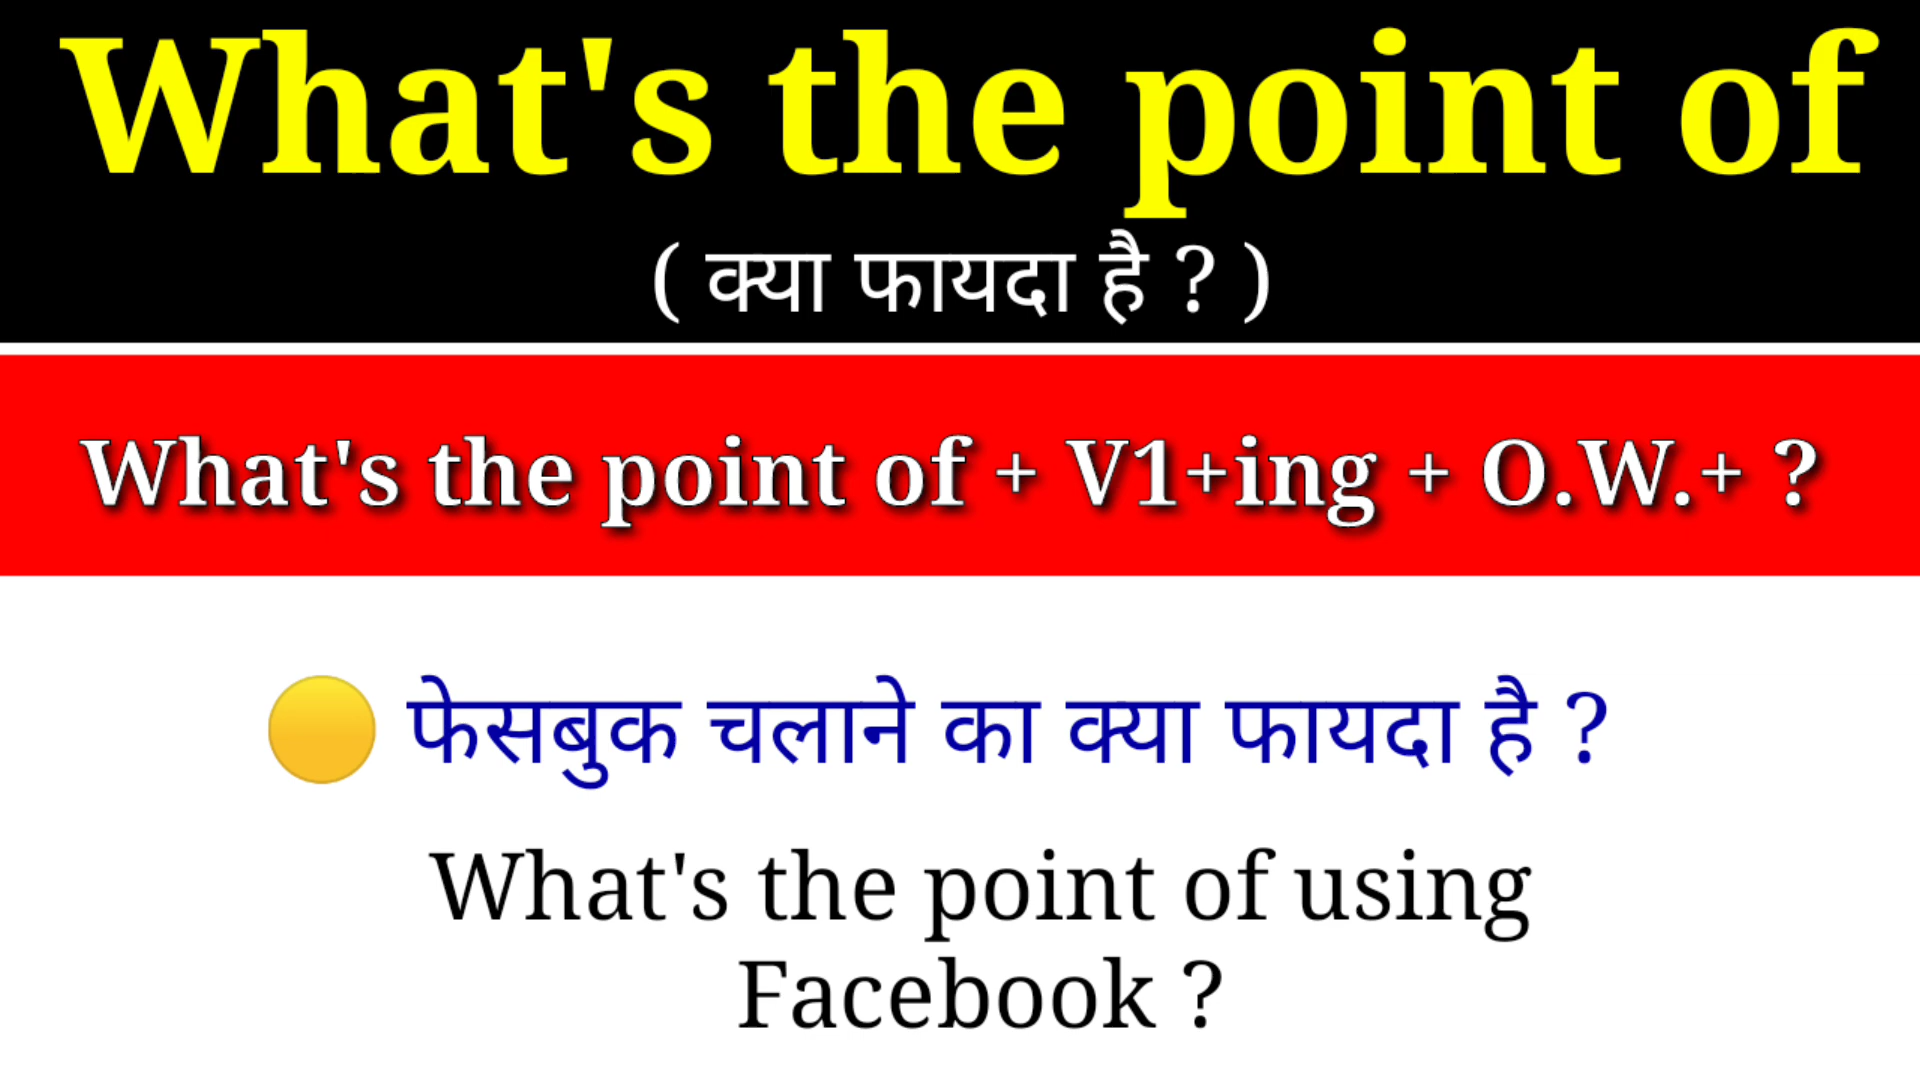 What's the point of
( क्या फायदा है ? )
What's the point of + V1+ing + O.W.+ ?
फेसबुक चलाने का क्या फायदा है ?
What's the point of using
Facebook ?